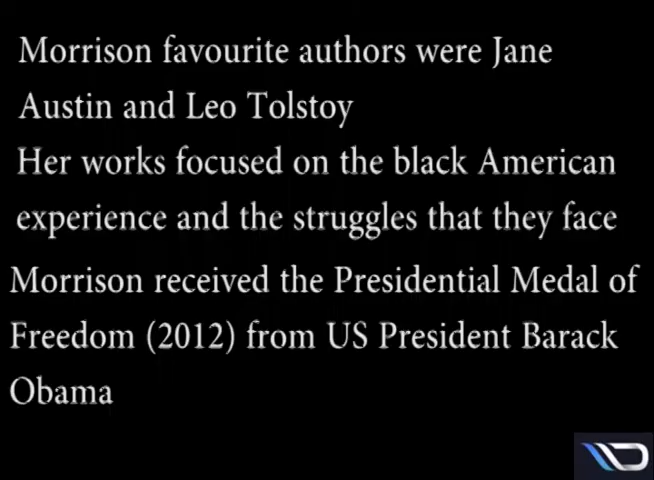 Morrison favourite authors were Jane
Austin and Leo Tolstoy
Her works focused on the black American
experience and the struggles that they face
Morrison received the Presidential Medal of
Freedom (2012) from US President Barack
Obama